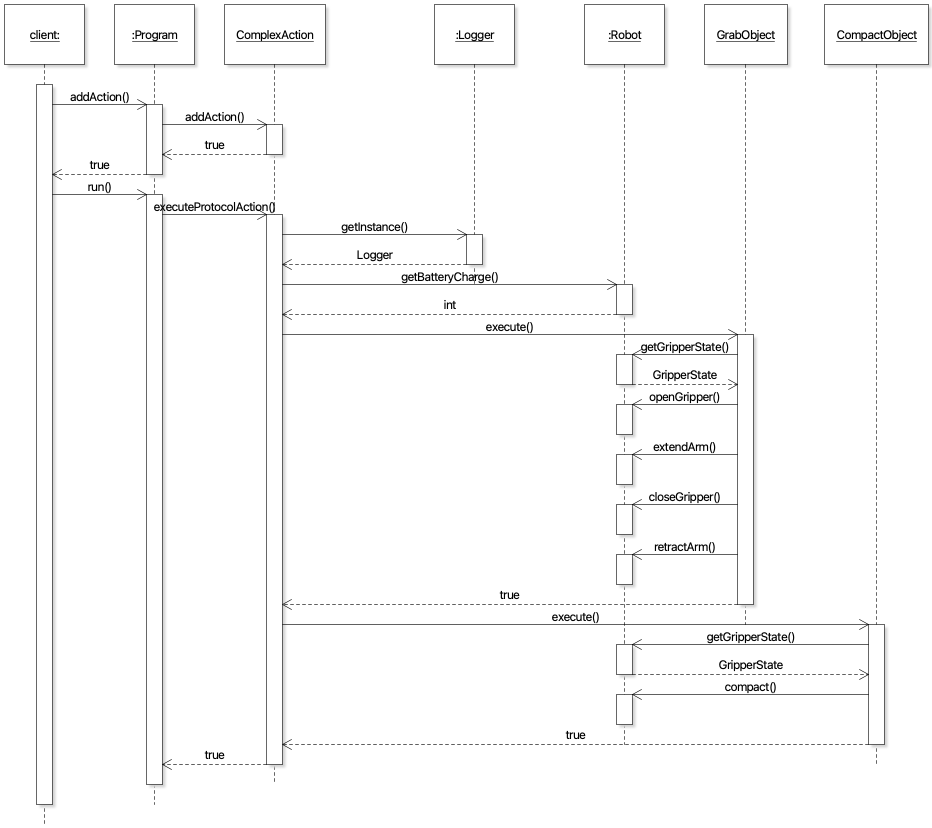 client:
:Program
ComplexAction
:Logger
:Robot
GrabObject
CompactObject
addAction()
addAction()
true
true
run()
executeProtocolAction()
getInstance()
Logger
getBatteryCharge()
int
execute()
getGripperState()
GripperState
openGripper()
extendArm()
closeGripper()
retractArm()
true
execute()
getGripperState()
GripperState
compact()
true
true